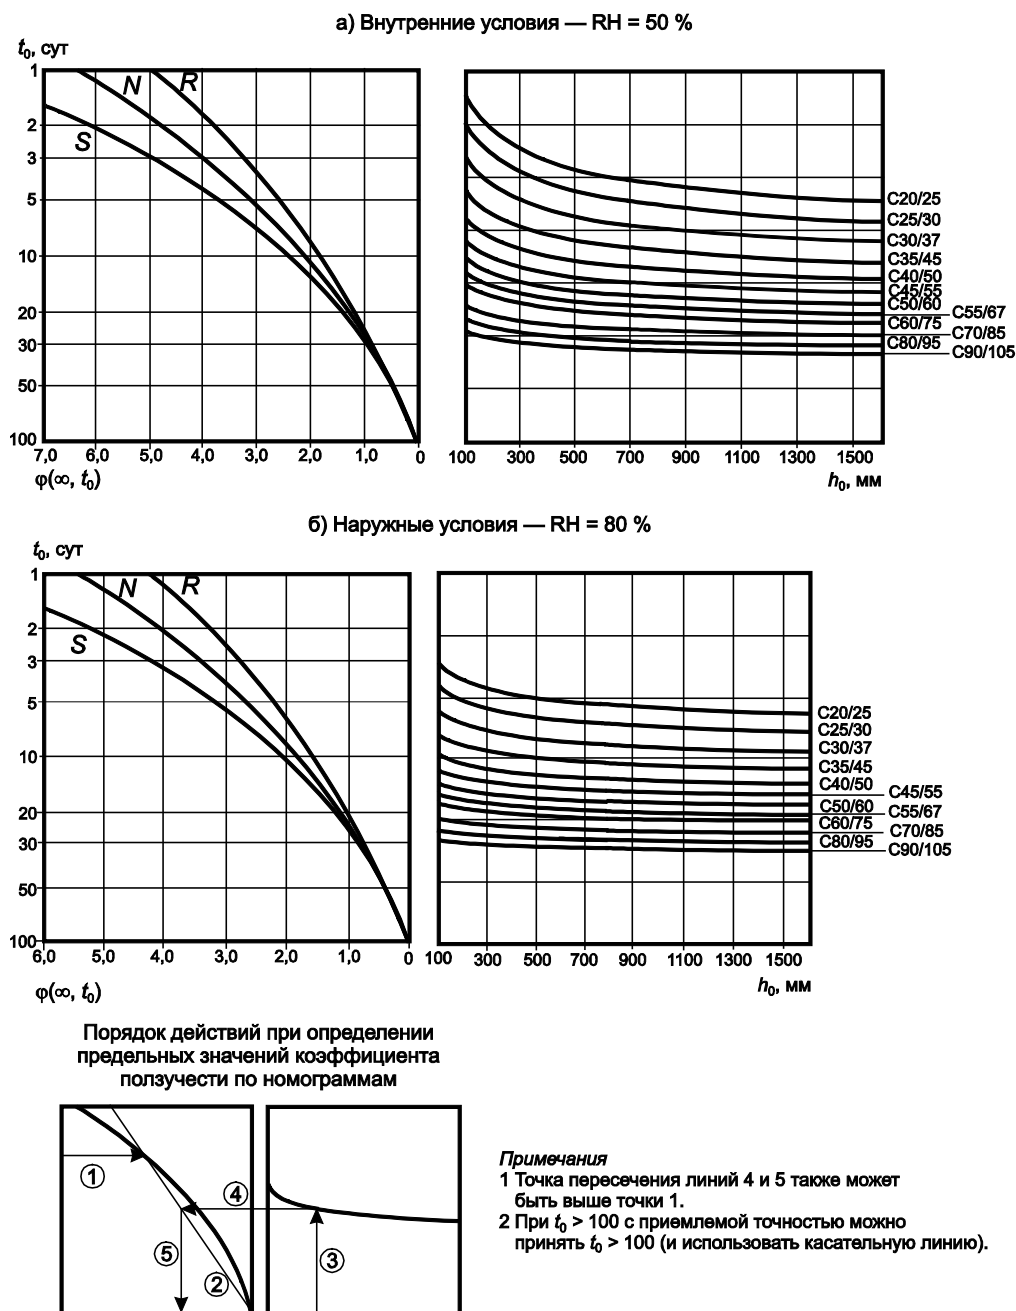 а) Внутренние условия — RH = 50 %
t₀, сут
1
2
3
5
10
20
30
50
100
S
N
R
7,0 6,0 5,0 4,0 3,0 2,0 1,0 0
φ(∞, t₀)
C20/25
C25/30
C30/37
C35/45
C40/50
C45/55
C50/60
C55/67
C60/75
C70/85
C80/95
C90/105
100 300 500 700 900 1100 1300 1500
h₀, мм
б) Наружные условия — RH = 80 %
t₀, сут
1
2
3
5
10
20
30
50
100
S
N
R
6,0 5,0 4,0 3,0 2,0 1,0 0
φ(∞, t₀)
C20/25
C25/30
C30/37
C35/45
C40/50
C45/55
C50/60
C55/67
C60/75
C70/85
C80/95
C90/105
100 300 500 700 900 1100 1300 1500
h₀, мм
Порядок действий при определении
предельных значений коэффициента
ползучести по номограммам
1
4
5
2
3
Примечания
1 Точка пересечения линий 4 и 5 также может
быть выше точки 1.
2 При t₀ > 100 с приемлемой точностью можно
принять t₀ > 100 (и использовать касательную линию).